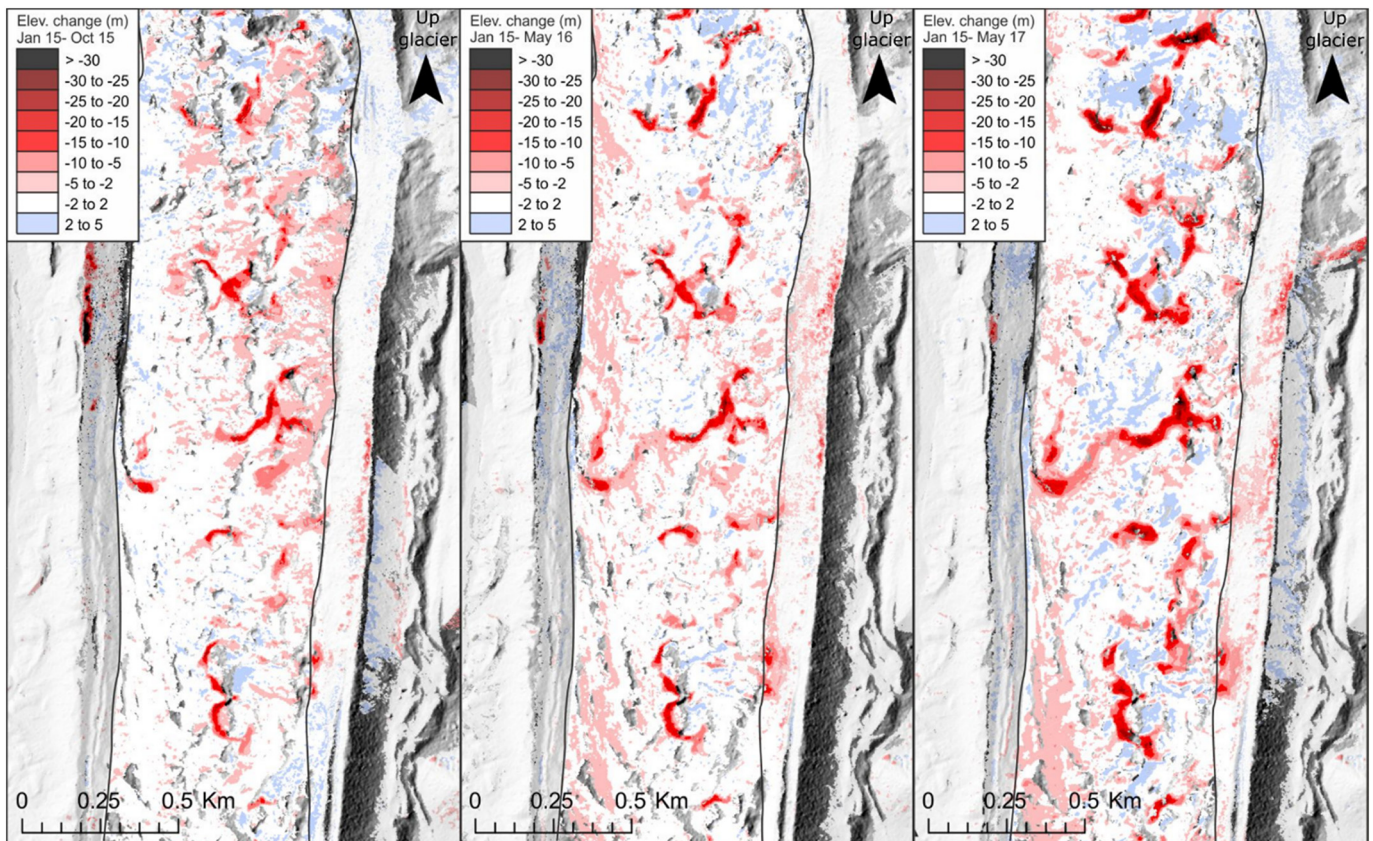 Elev. change (m)
Jan 15- Oct 15
> -30
-30 to -25
-25 to -20
-20 to -15
-15 to -10
-10 to -5
-5 to -2
-2 to 2
2 to 5
Up
glacier
0 0.25 0.5 Km
Elev. change (m)
Jan 15- May 16
> -30
-30 to -25
-25 to -20
-20 to -15
-15 to -10
-10 to -5
-5 to -2
-2 to 2
2 to 5
Up
glacier
0 0.25 0.5 Km
Elev. change (m)
Jan 15- May 17
> -30
-30 to -25
-25 to -20
-20 to -15
-15 to -10
-10 to -5
-5 to -2
-2 to 2
2 to 5
Up
glacier
0 0.25 0.5 Km